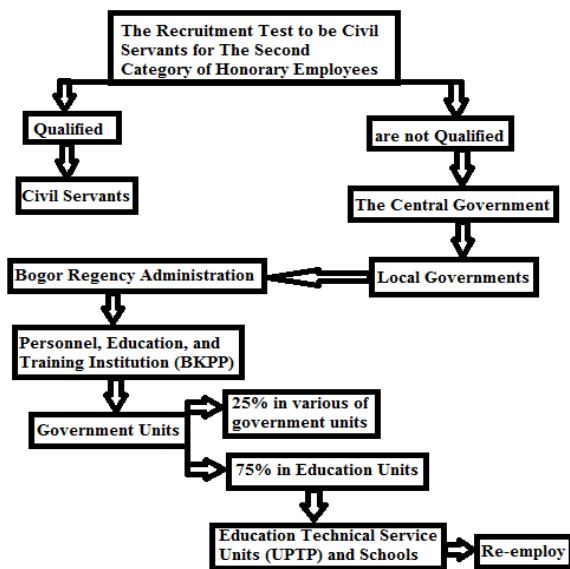 The Recruitment Test to be Civil
Servants for The Second
Category of Honorary Employees
Qualified
are not Qualified
Civil Servants
The Central Government
Bogor Regency Administration
Local Governments
Personnel, Education, and
Training Institution (BKPP)
Government Units
25% in various of
government units
75% in Education Units
Education Technical Service
Units (UPTP) and Schools
Re-employ